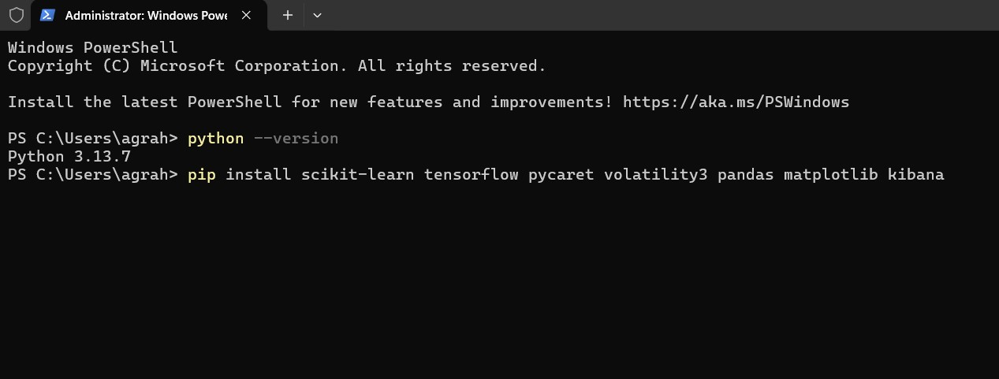 Administrator: Windows Powe
Windows PowerShell
Copyright (C) Microsoft Corporation. All rights reserved.
Install the latest PowerShell for new features and improvements! https://aka.ms/PSWindows
PS C:\Users\agrah> python --version
Python 3.13.7
PS C:\Users\agrah> pip install scikit-learn tensorflow pycaret volatility3 pandas matplotlib kibana